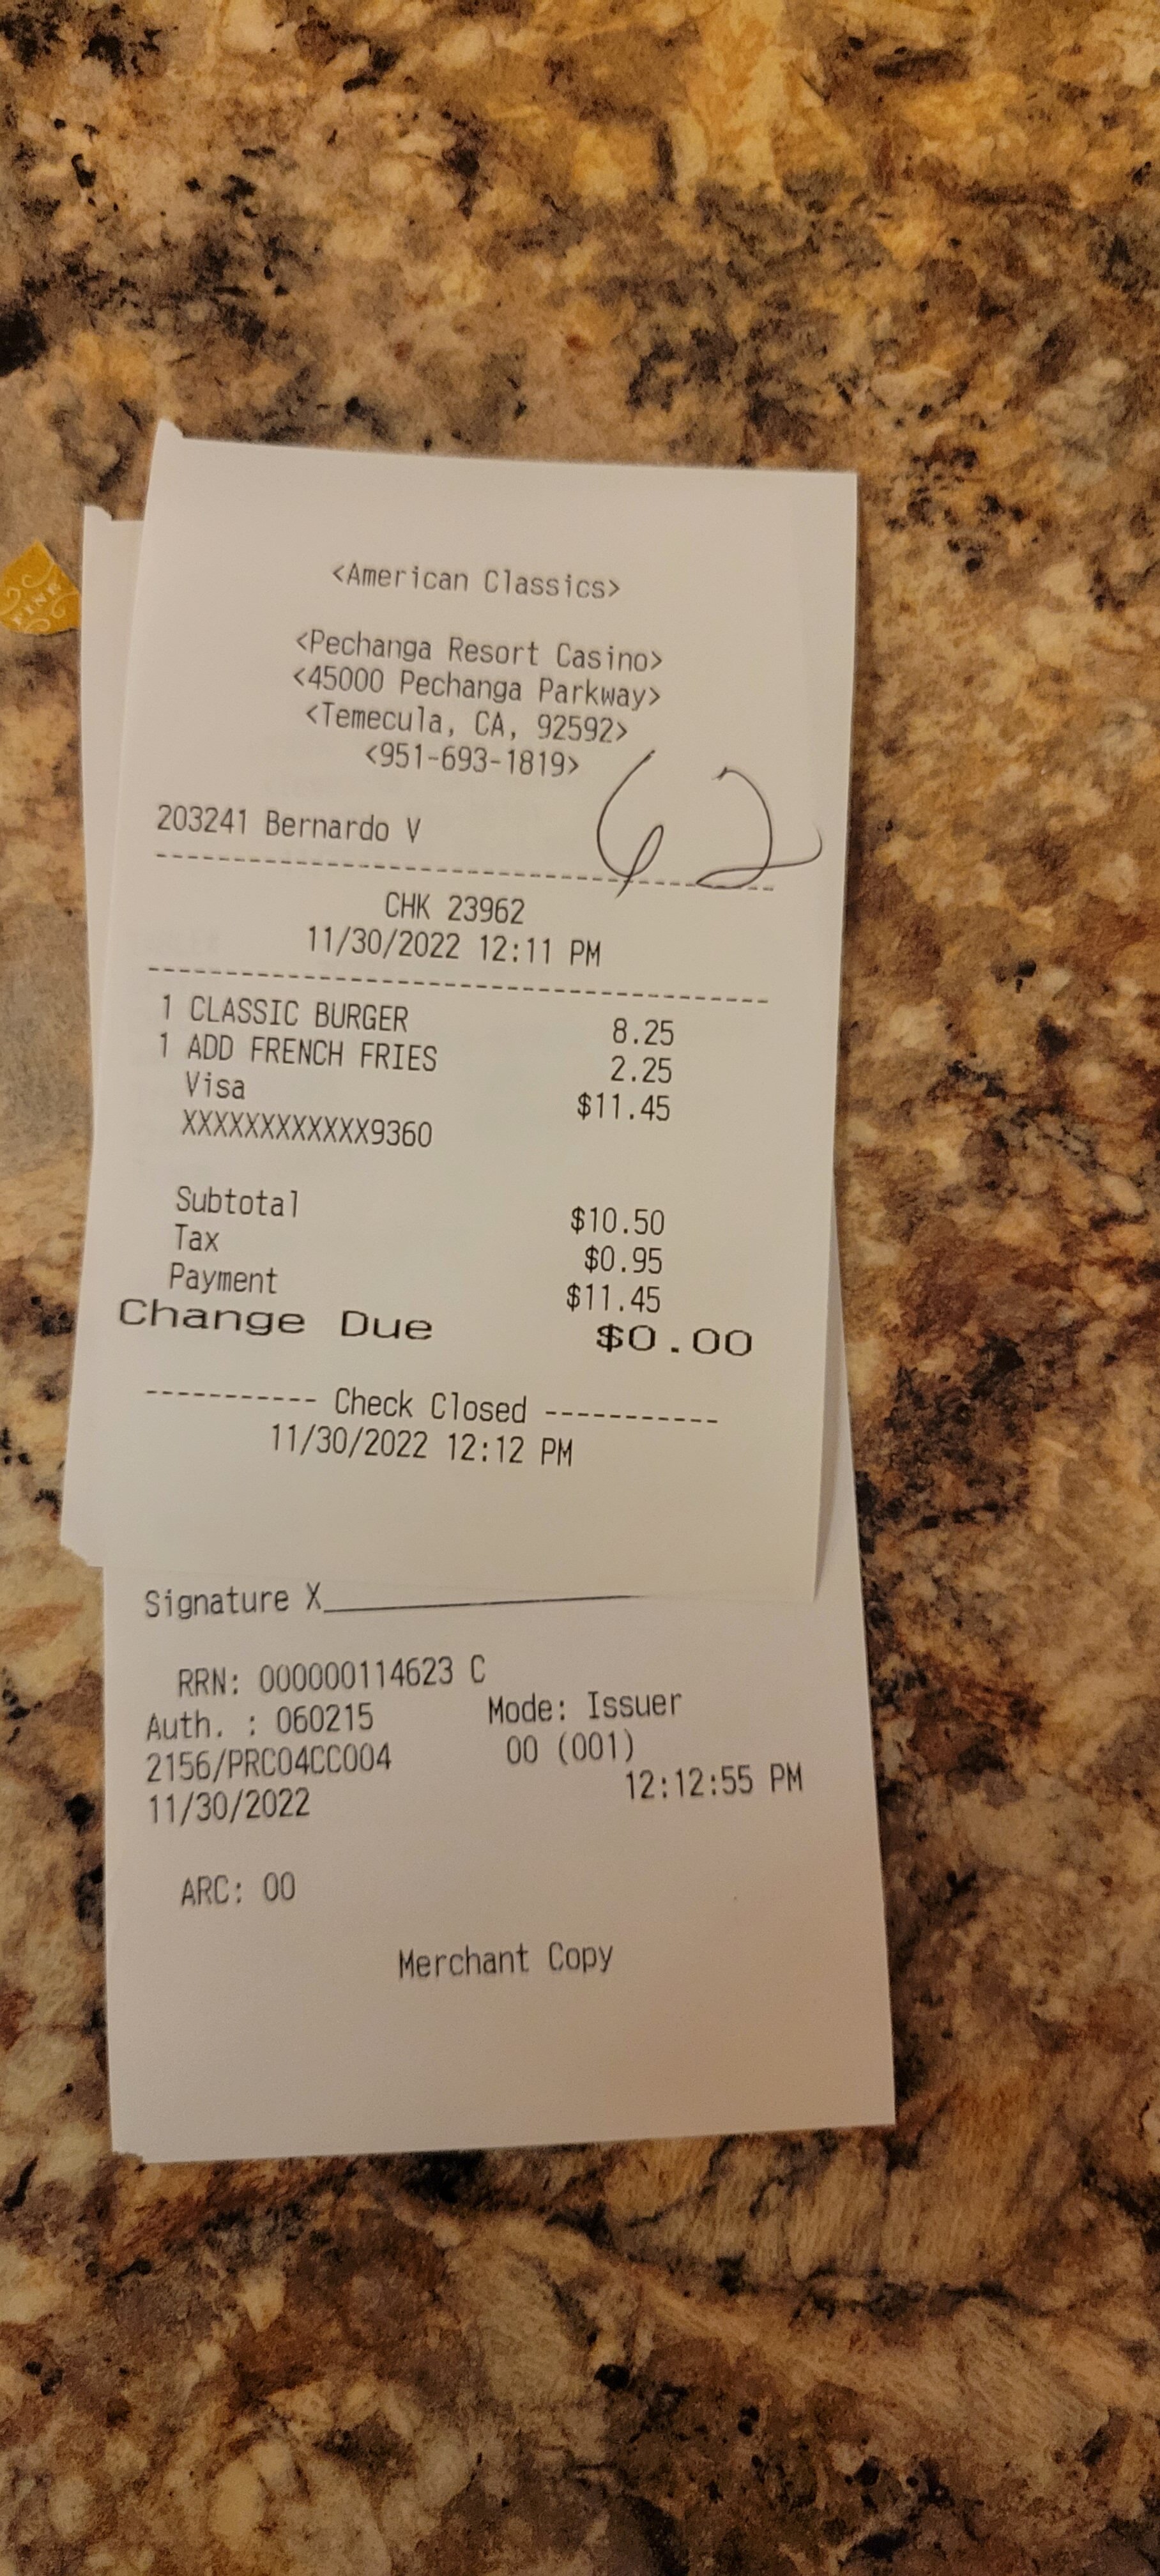 <American Classics>
<Pechanga Resort Casino>
<45000 Pechanga Parkway>
<Temecula, CA, 92592>
<951-693-1819>
62
203241 Bernardo V
CHK 23962
11/30/2022 12:11 PM
1 CLASSIC BURGER 8.25
1 ADD FRENCH FRIES 2.25
Visa $11.45
XXXXXXXXXXXX9360
Subtotal $10.50
Tax $0.95
Payment $11.45
Change Due $0.00
----------- Check Closed -----------
11/30/2022 12:12 PM
Signature X
RRN: 000000114623 C
Auth. : 060215 Mode: Issuer
2156/PRC04CC004 00 (001)
11/30/2022 12:12:55 PM
ARC: 00
Merchant Copy